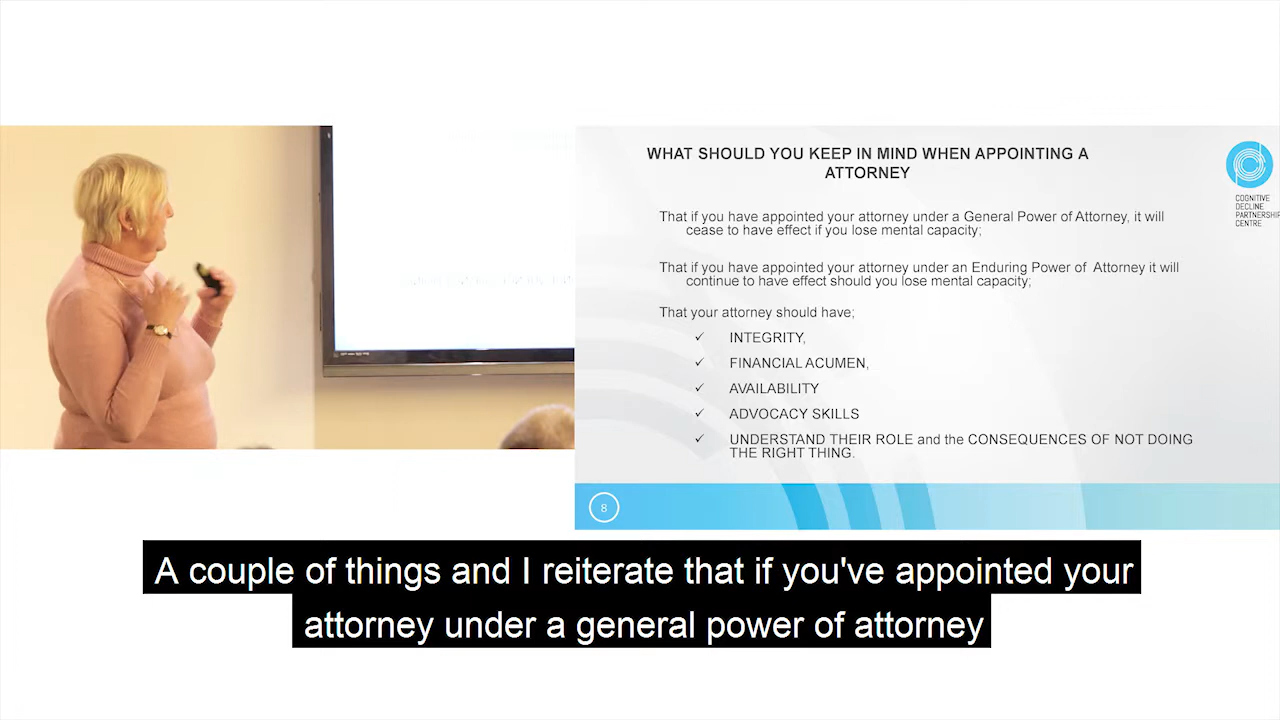 WHAT SHOULD YOU KEEP IN MIND WHEN APPOINTING A
ATTORNEY
That if you have appointed your attorney under a General Power of Attorney, it will
cease to have effect if you lose mental capacity;
That if you have appointed your attorney under an Enduring Power of Attorney it will
continue to have effect should you lose mental capacity;
That your attorney should have;
✓ INTEGRITY,
✓ FINANCIAL ACUMEN,
✓ AVAILABILITY
✓ ADVOCACY SKILLS
✓ UNDERSTAND THEIR ROLE and the CONSEQUENCES OF NOT DOING
THE RIGHT THING.
8
COGNITIVE
DECLINE
PARTNERSHIP
CENTRE
A couple of things and I reiterate that if you've appointed your
attorney under a general power of attorney